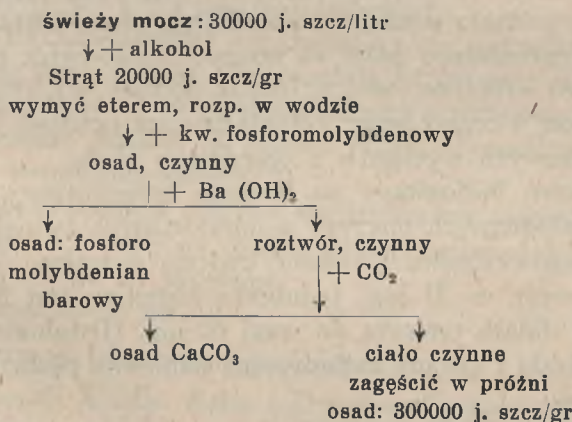 świeży mocz: 30000 j. szcz/litr
↓ + alkohol
Strąt 20000 j. szcz/gr
wymyć eterem, rozp. w wodzie
↓ + kw. fosforomolybdenowy
osad, czynny
+ Ba (OH)₂
osad: fosforo
molybdenian
barowy
roztwór, czynny
+ CO₂
osad CaCO₃
ciało czynne
zagęścić w próżni
osad: 300000 j. szcz/gr